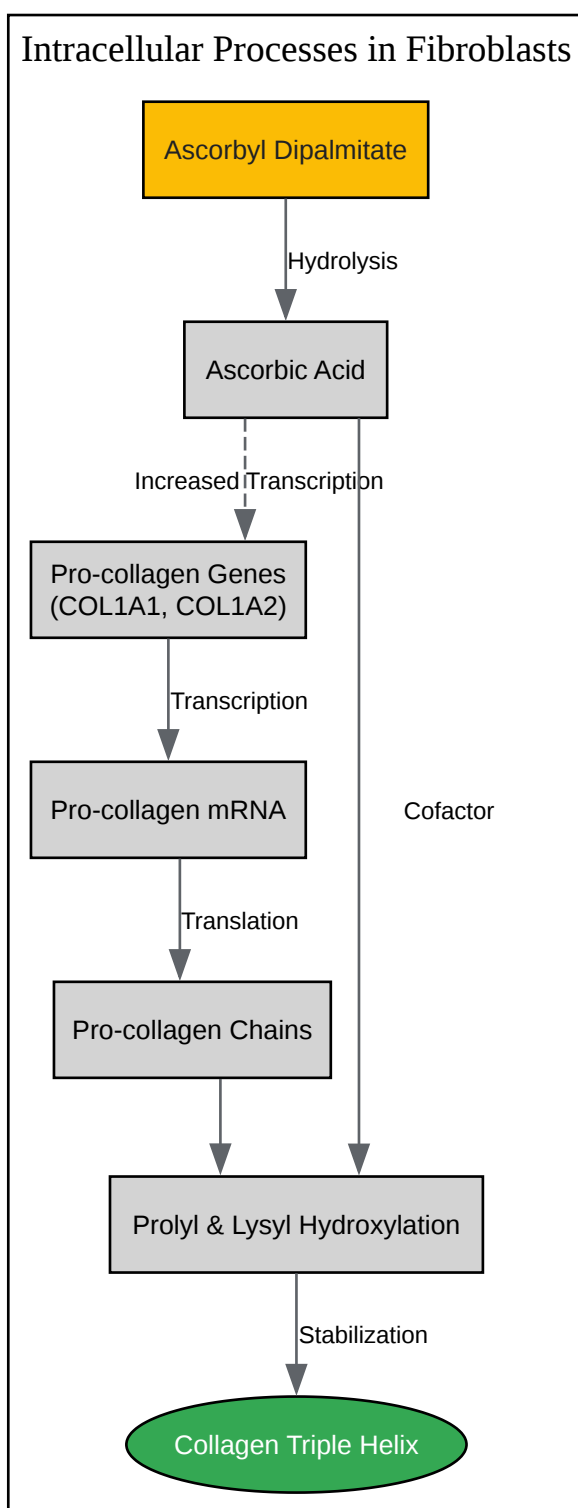 Intracellular Processes in Fibroblasts
Ascorbyl Dipalmitate
Hydrolysis
Ascorbic Acid
Increased Transcription
Pro-collagen Genes
(COL1A1, COL1A2)
Transcription
Pro-collagen mRNA
Cofactor
Translation
Pro-collagen Chains
Prolyl & Lysyl Hydroxylation
Stabilization
Collagen Triple Helix